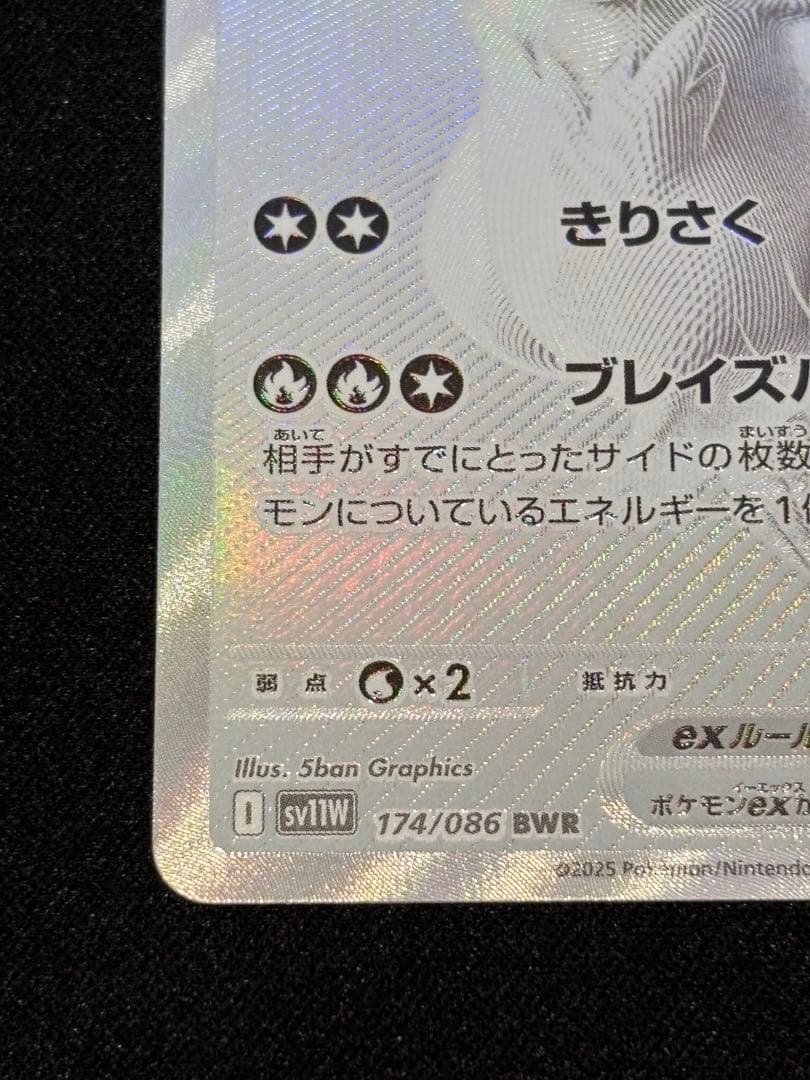 きりさく
ブレイズ
あいて まいすう
相手がすでにとったサイドの枚数
モンについているエネルギーを1
弱点 ×2 抵抗力
exルール
Illus. 5ban Graphics
イーエックス
ポケモンexが
I sv11W 174/086 BWR
©2025 Pokémon/Nintendo